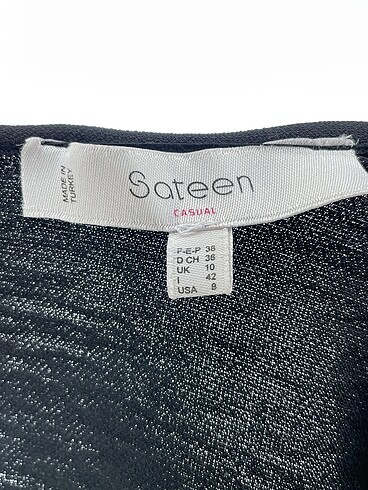 MADE IN
TURKEY
Sateen
CASUAL
F-E-P 38
D CH 36
UK 10
I 42
USA 8